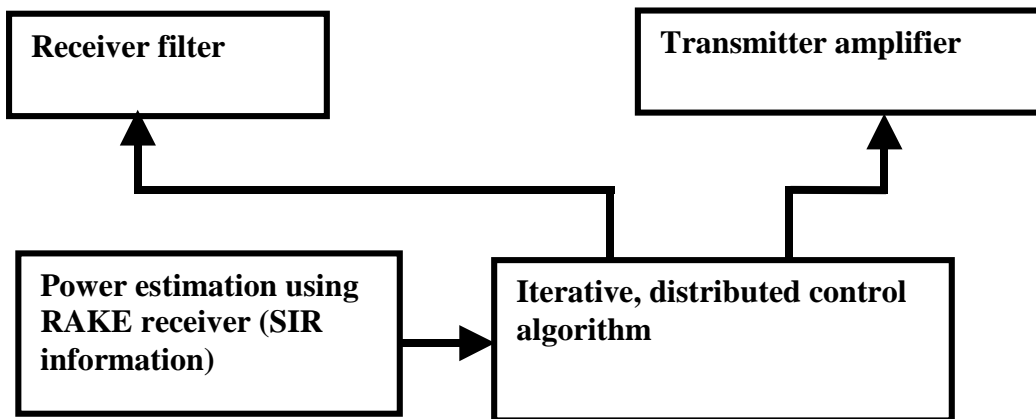 Receiver filter
Transmitter amplifier
Power estimation using
RAKE receiver (SIR
information)
Iterative, distributed control
algorithm